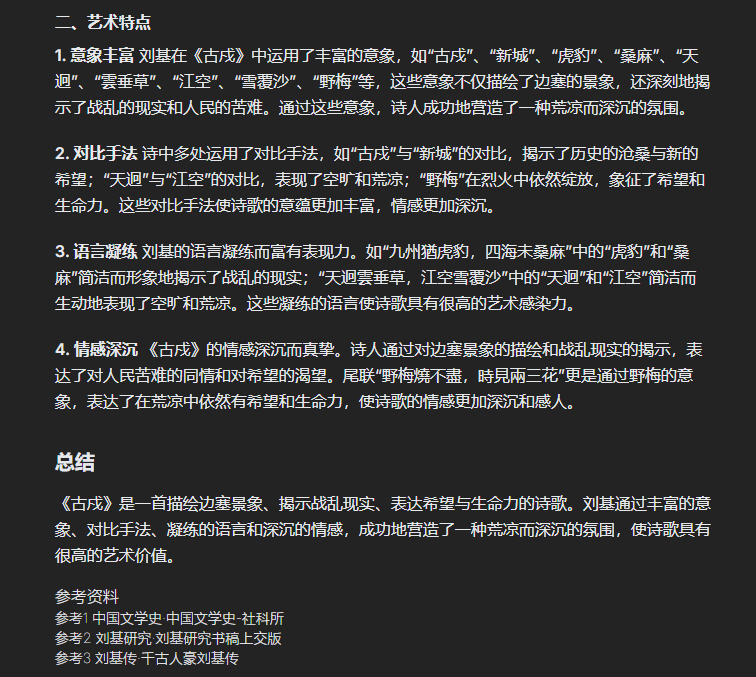 二、艺术特点
1. 意象丰富 刘基在《古戍》中运用了丰富的意象，如“古戍”、“新城”、“虎豹”、“桑麻”、“天
迥”、“雲垂草”、“江空”、“雪覆沙”、“野梅”等，这些意象不仅描绘了边塞的景象，还深刻地揭
示了战乱的现实和人民的苦难。通过这些意象，诗人成功地营造了一种荒凉而深沉的氛围。
2. 对比手法 诗中多处运用了对比手法，如“古戍”与“新城”的对比，揭示了历史的沧桑与新的
希望；“天迥”与“江空”的对比，表现了空旷和荒凉；“野梅”在烈火中依然绽放，象征了希望和
生命力。这些对比手法使诗歌的意蕴更加丰富，情感更加深沉。
3. 语言凝练 刘基的语言凝练而富有表现力。如“九州猶虎豹，四海未桑麻”中的“虎豹”和“桑
麻”简洁而形象地揭示了战乱的现实；“天迥雲垂草，江空雪覆沙”中的“天迥”和“江空”简洁而
生动地表现了空旷和荒凉。这些凝练的语言使诗歌具有很高的艺术感染力。
4. 情感深沉 《古戍》的情感深沉而真挚。诗人通过对边塞景象的描绘和战乱现实的揭示，表
达了对人民苦难的同情和对希望的渴望。尾联“野梅燒不盡，時見兩三花”更是通过野梅的意
象，表达了在荒凉中依然有希望和生命力，使诗歌的情感更加深沉和感人。
总结
《古戍》是一首描绘边塞景象、揭示战乱现实、表达希望与生命力的诗歌。刘基通过丰富的意
象、对比手法、凝练的语言和深沉的情感，成功地营造了一种荒凉而深沉的氛围，使诗歌具有
很高的艺术价值。
参考资料
参考1 中国文学史·中国文学史-社科所
参考2 刘基研究·刘基研究书稿上交版
参考3 刘基传·千古人豪刘基传